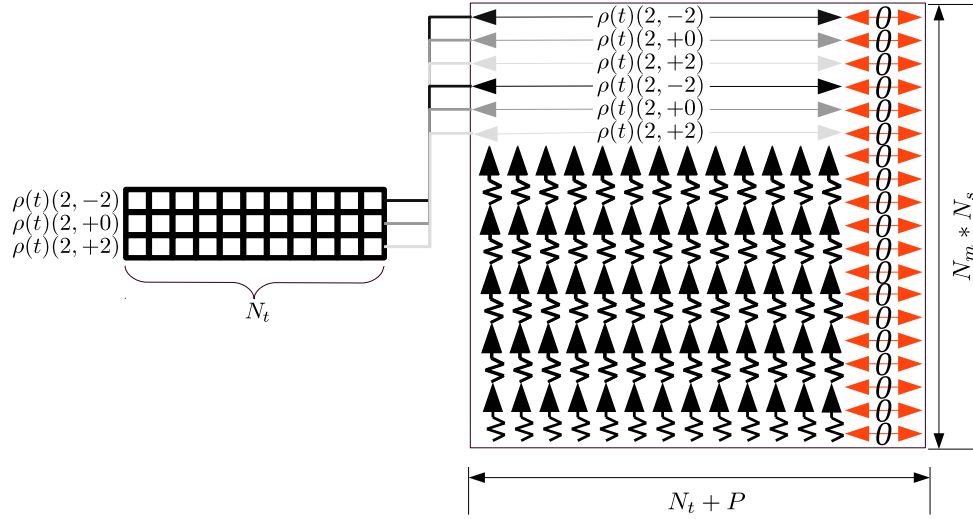 ρ(t)(2, −2) 0
ρ(t)(2, +0) 0
ρ(t)(2, +2) 0
ρ(t)(2, −2) 0
ρ(t)(2, +0) 0
ρ(t)(2, +2) 0
0
0
0
0
0
0
0
0
0
0
0
0
0
ρ(t)(2, −2)
ρ(t)(2, +0)
ρ(t)(2, +2)
N_t
N_m * N_s
N_t + P